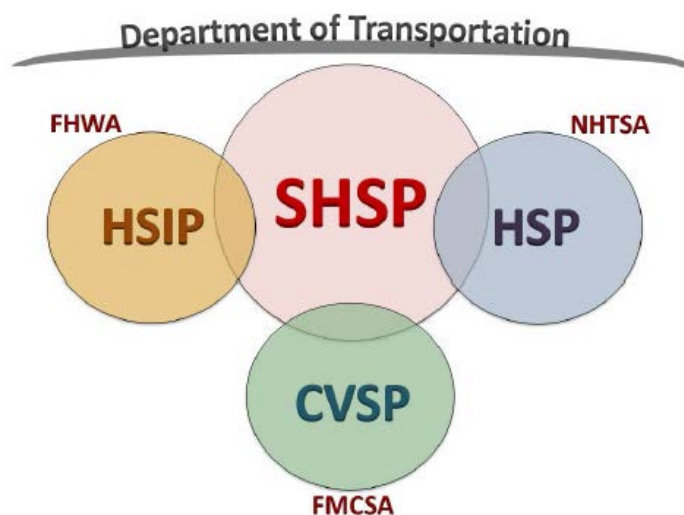 Department of Transportation
FHWA
NHTSA
SHSP
HSIP
HSP
CVSP
FMCSA